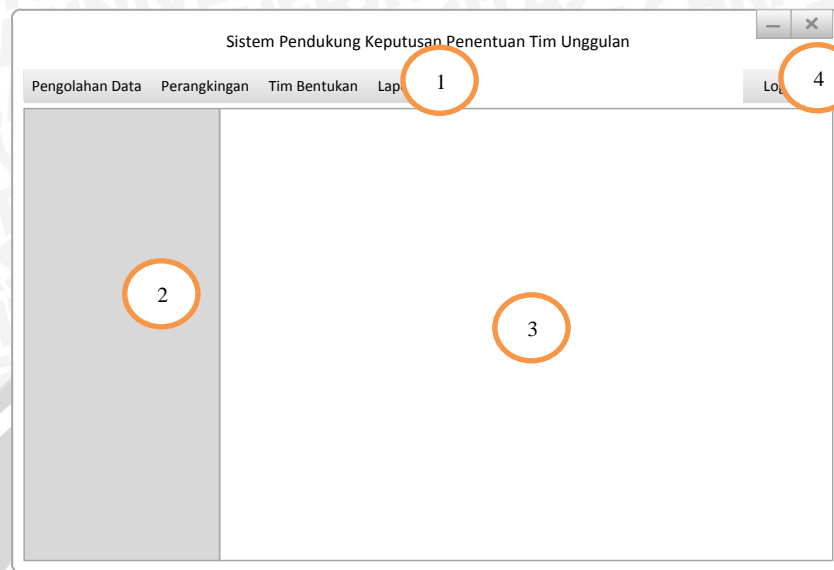 Sistem Pendukung Keputusan Penentuan Tim Unggulan
Pengolahan Data Perangkingan Tim Bentukan 1 4
2
3